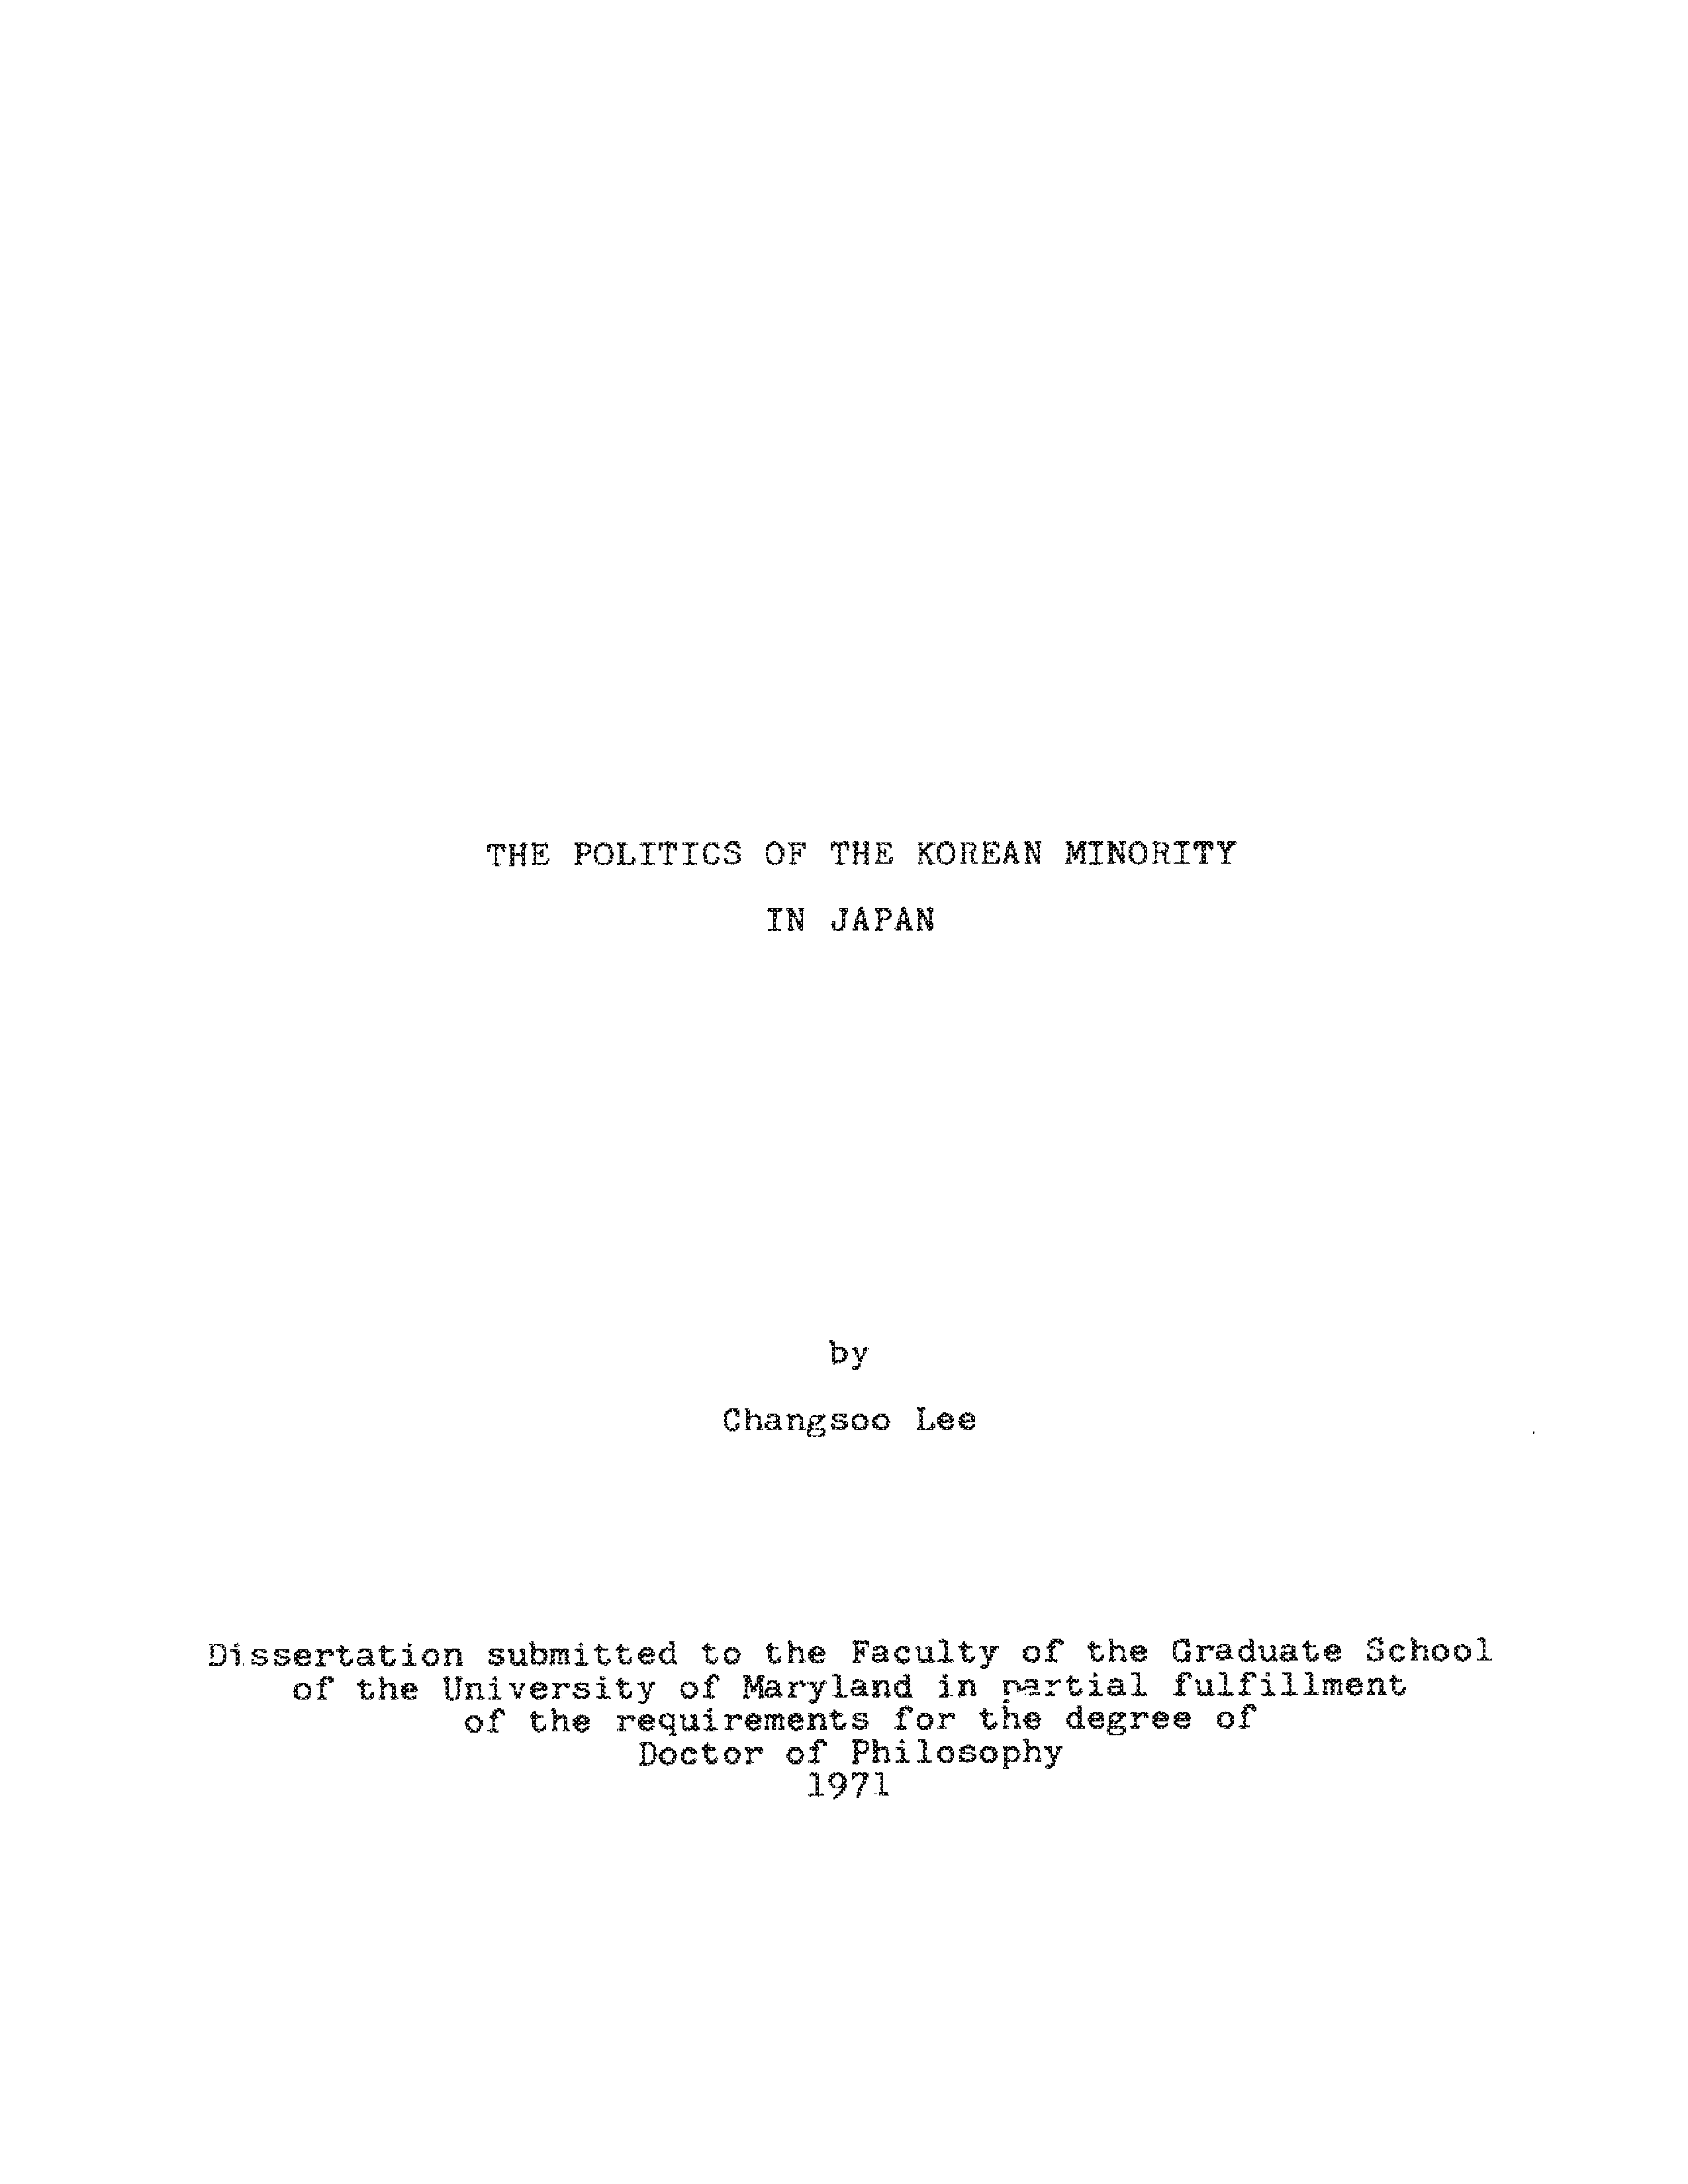 THE POLITICS OF THE KOREAN MINORITY
IN JAPAN
by
Changsoo Lee
Dissertation submitted to the Faculty of the Graduate School
of the University of Maryland in partial fulfillment
of the requirements for the degree of
Doctor of Philosophy
1971